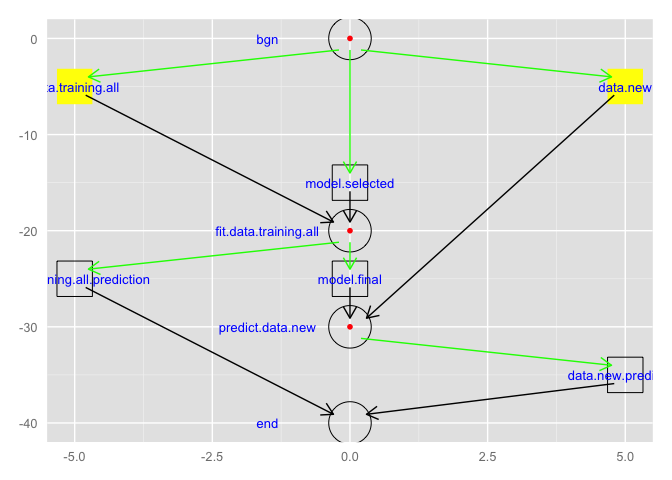 0
bgn
a.training.all
data.new
-10
model.selected
-20
fit.data.training.all
ning.all.prediction
model.final
-30
predict.data.new
data.new.predi
-40
end
-5.0
-2.5
0.0
2.5
5.0